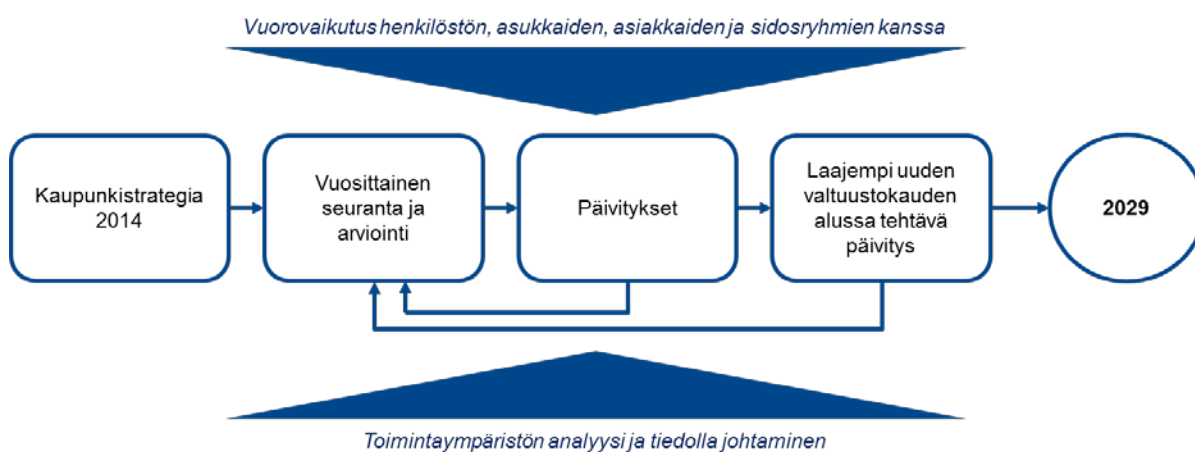 Vuorovaikutus henkilöstön, asukkaiden, asiakkaiden ja sidosryhmien kanssa
Kaupunkistrategia
2014
Vuosittainen
seuranta ja
arviointi
Päivitykset
Laajempi uuden
valtuustokauden
alussa tehtävä
päivitys
2029
Toimintaympäristön analyysi ja tiedolla johtaminen